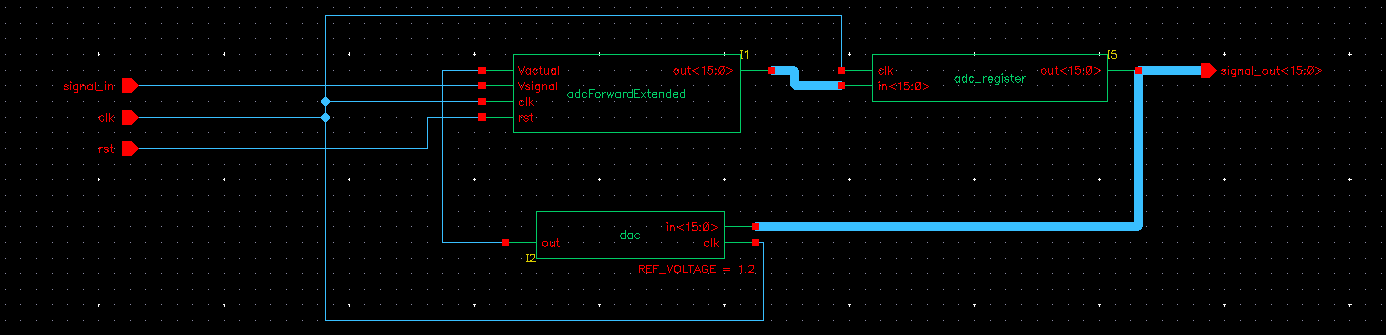 signal_in
clk
rst
I1
Vactual
Vsignal
clk
rst
out<15:0>
adcForwardExtended
I5
clk
in<15:0>
adc_register
out<15:0>
signal_out<15:0>
I2
out
dac
in<15:0>
clk
REF_VOLTAGE = 1.2